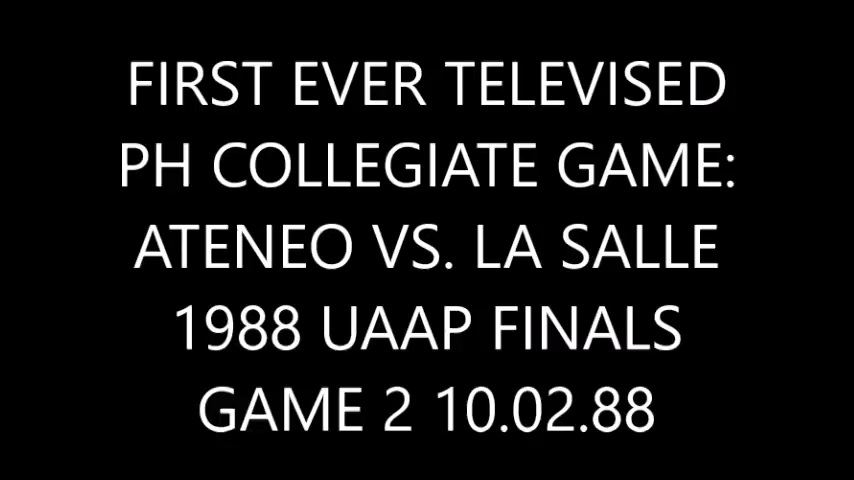 FIRST EVER TELEVISED
PH COLLEGIATE GAME:
ATENEO VS. LA SALLE
1988 UAAP FINALS
GAME 2 10.02.88